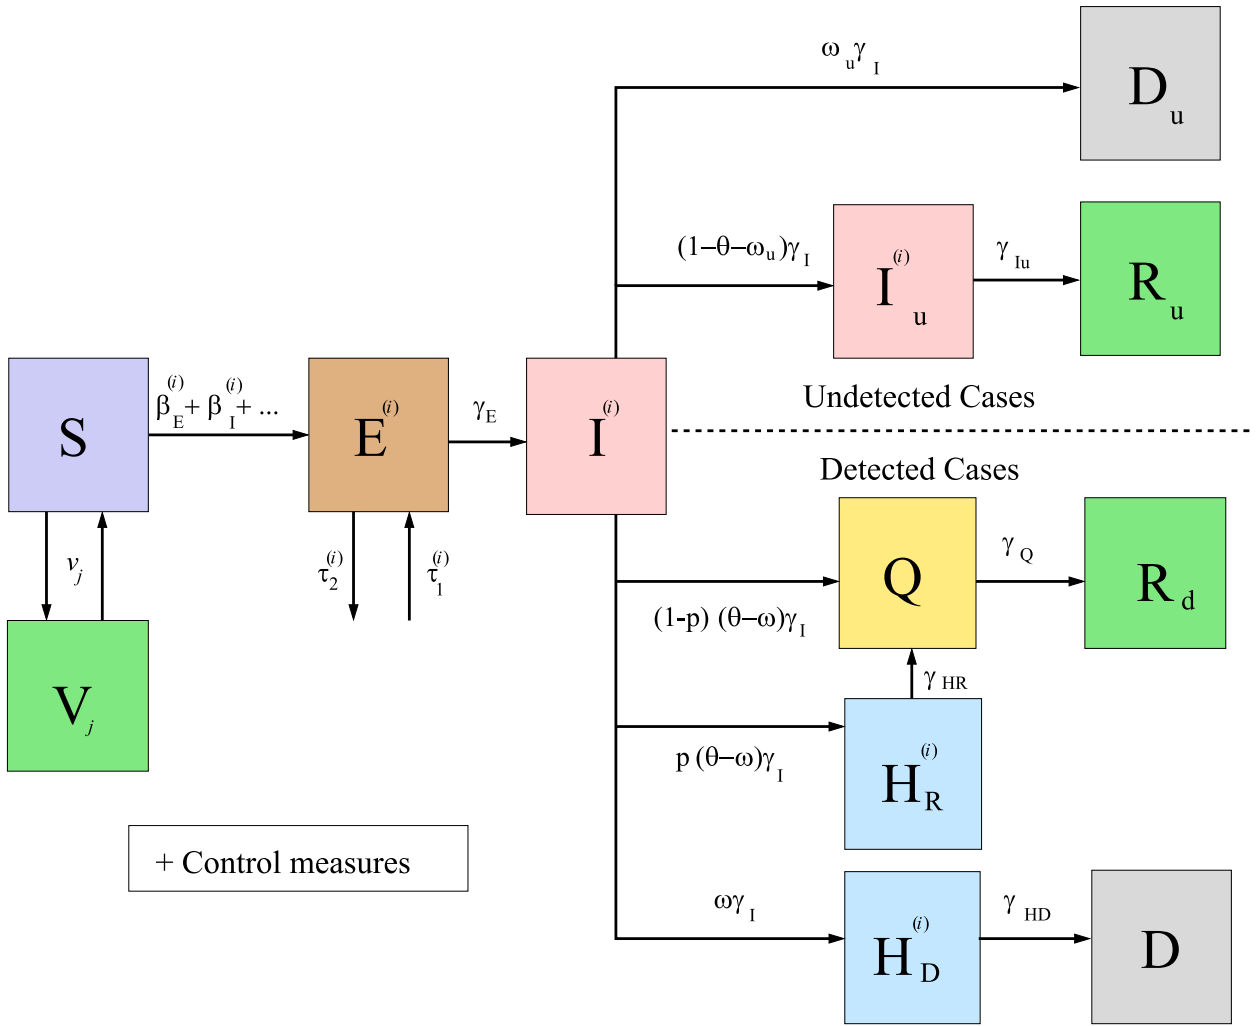 ω_u γ_I
D_u
(1−θ−ω_u)γ_I
I_u^(i)
γ_Iu
R_u
S
β_E^(i) + β_I^(i) + ...
E^(i)
γ_E
I^(i)
Undetected Cases
Detected Cases
v_j
τ_2^(i)
τ_1^(i)
V_j
(1-p) (θ−ω)γ_I
Q
γ_Q
R_d
γ_HR
p (θ−ω)γ_I
H_R^(i)
+ Control measures
ωγ_I
H_D^(i)
γ_HD
D